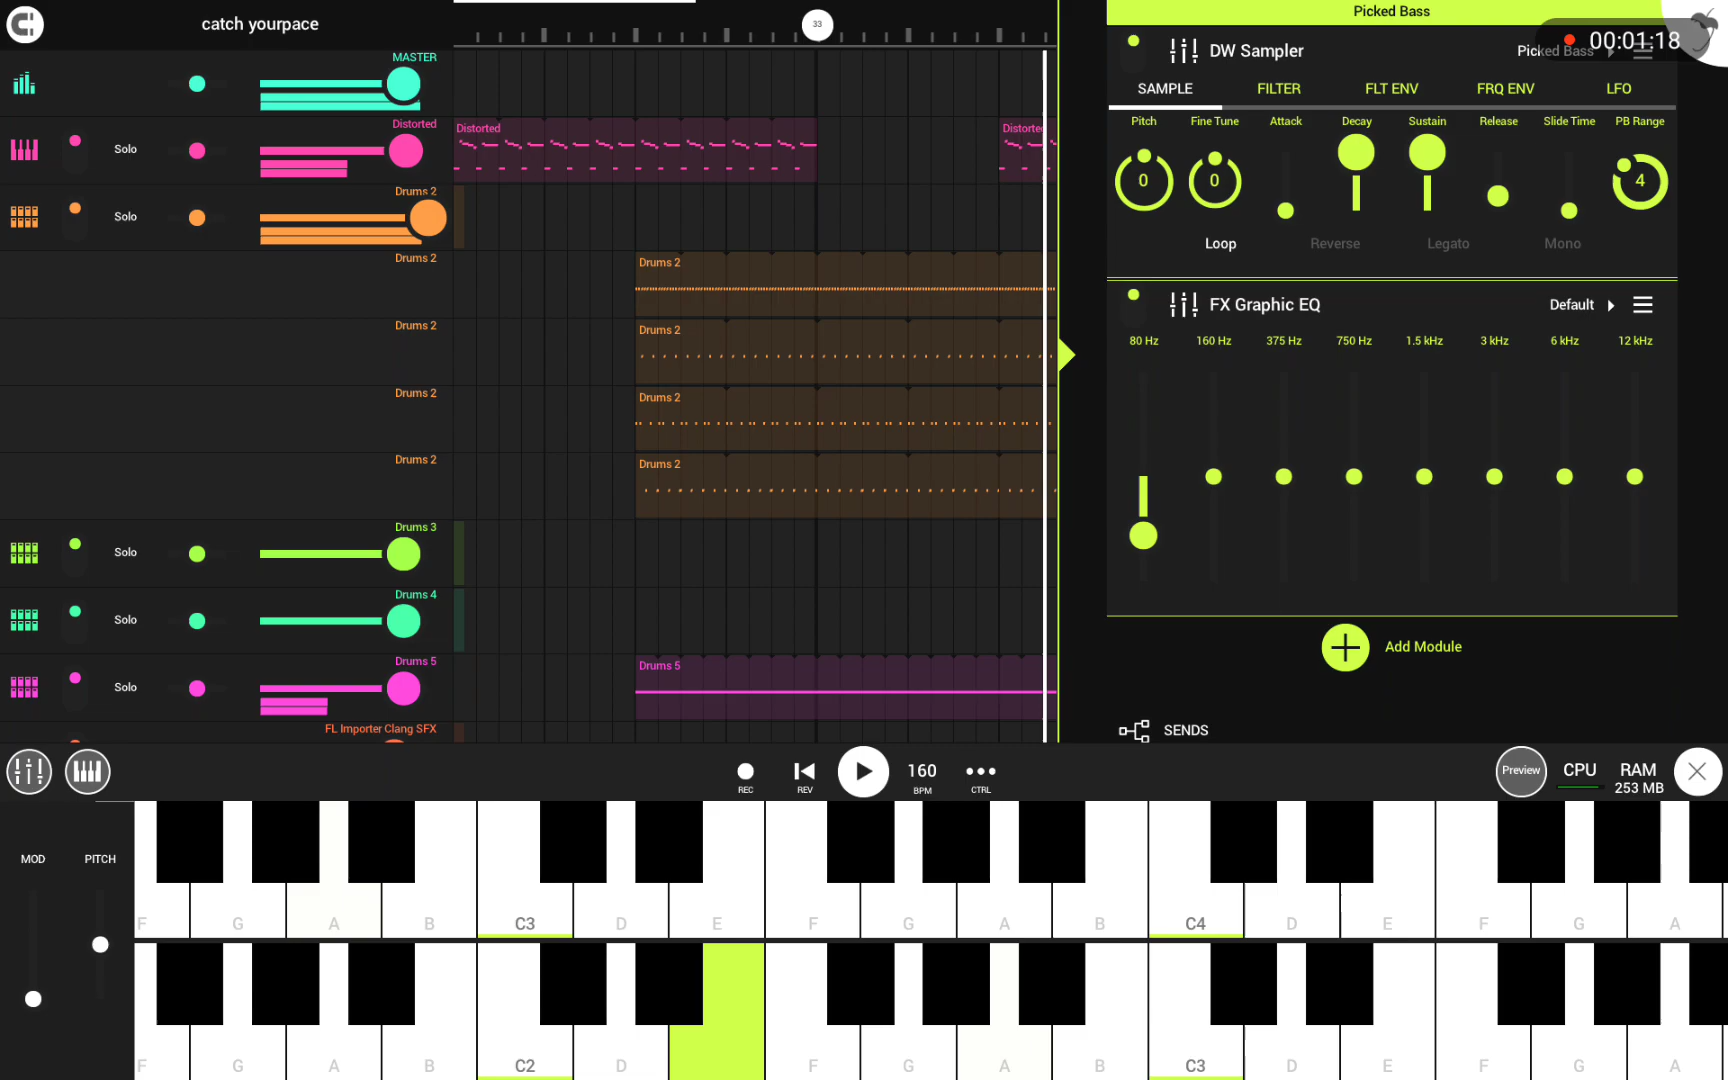 Picked Bass
catch yourpace
33
00:01:18
DW Sampler
SAMPLE FILTER FLT ENV FRQ ENV LFO
Pitch Fine Tune Attack Decay Sustain Release Slide Time PB Range
0 0 4
Loop Reverse Legato Mono
FX Graphic EQ Default
80 Hz 160 Hz 375 Hz 750 Hz 1.5 kHz 3 kHz 6 kHz 12 kHz
Add Module
SENDS
MASTER
Distorted
Solo
Distorted
Distorted
Drums 2
Solo
Drums 2
Drums 2
Drums 2
Drums 2
Drums 2
Drums 2
Drums 2
Drums 2
Drums 3
Solo
Drums 4
Solo
Drums 5
Solo
Drums 5
FL Importer Clang SFX
REC REV 160 BPM CTRL
Preview CPU RAM
253 MB
MOD PITCH
F G A B C3 D E F G A B C4 D E F G A
F G A B C2 D F G A B C3 D E F G A